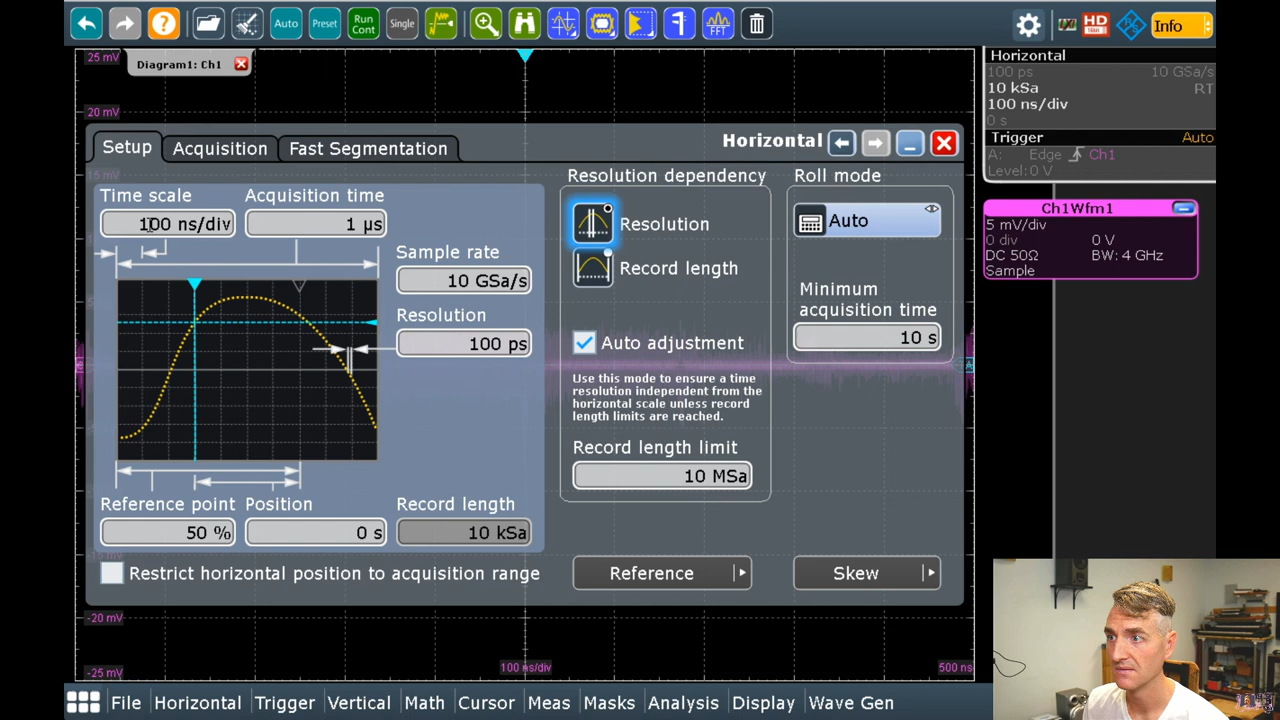 Auto
Preset
Run
Cont
Single
FFT
HD
Info
25 mV
Diagram1: Ch1
20 mV
Horizontal
100 ps 10 GSa/s
10 kSa RT
100 ns/div
0 s
Trigger Auto
A: Edge Ch1
Level: 0 V
Ch1Wfm1
5 mV/div
0 div 0 V
DC 50Ω BW: 4 GHz
Sample
Setup
Acquisition
Fast Segmentation
Horizontal
Time scale
100 ns/div
Acquisition time
1 µs
Sample rate
10 GSa/s
Resolution
100 ps
Reference point
50 %
Position
0 s
Record length
10 kSa
Restrict horizontal position to acquisition range
Resolution dependency
Resolution
Record length
Auto adjustment
Use this mode to ensure a time
resolution independent from the
horizontal scale unless record
length limits are reached.
Record length limit
10 MSa
Reference
Roll mode
Auto
Minimum
acquisition time
10 s
Skew
-20 mV
-25 mV
100 ns/div
500 ns
File Horizontal Trigger Vertical Math Cursor Meas Masks Analysis Display Wave Gen